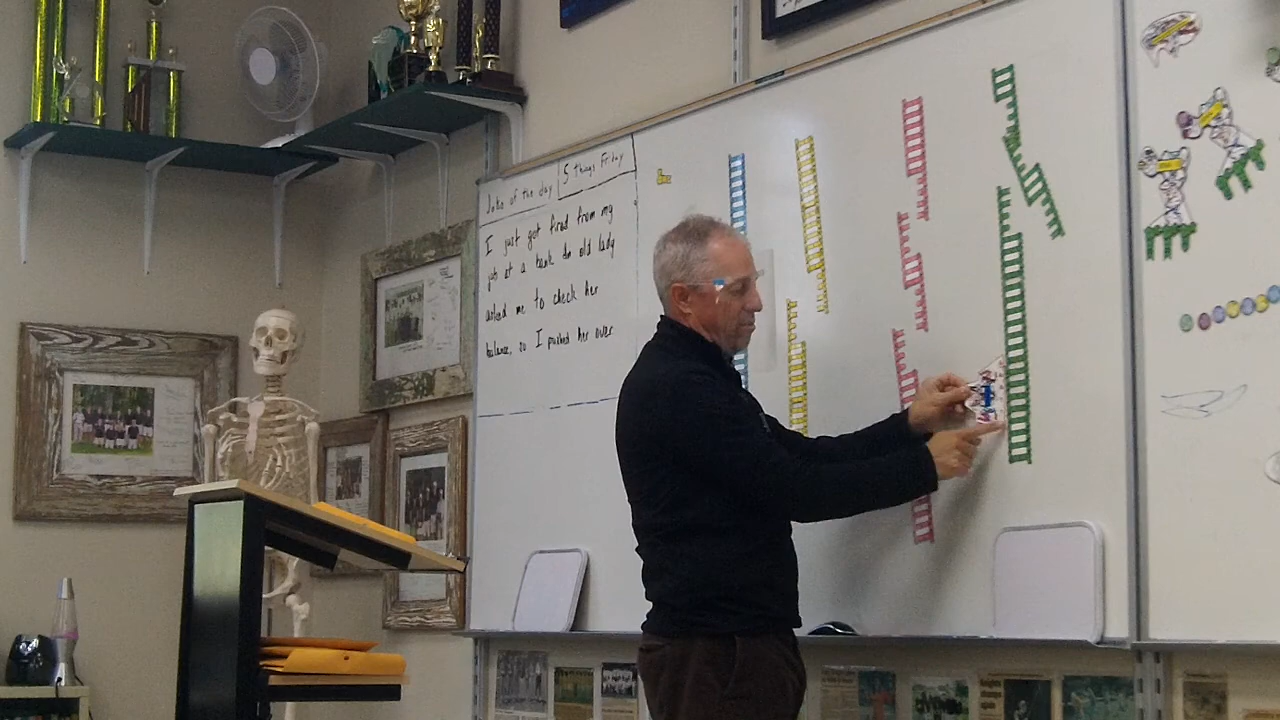 Joke of the day
5 Things Friday
I just got fired from my
job at a bank. An old lady
asked me to check her
balance, so I pushed her over